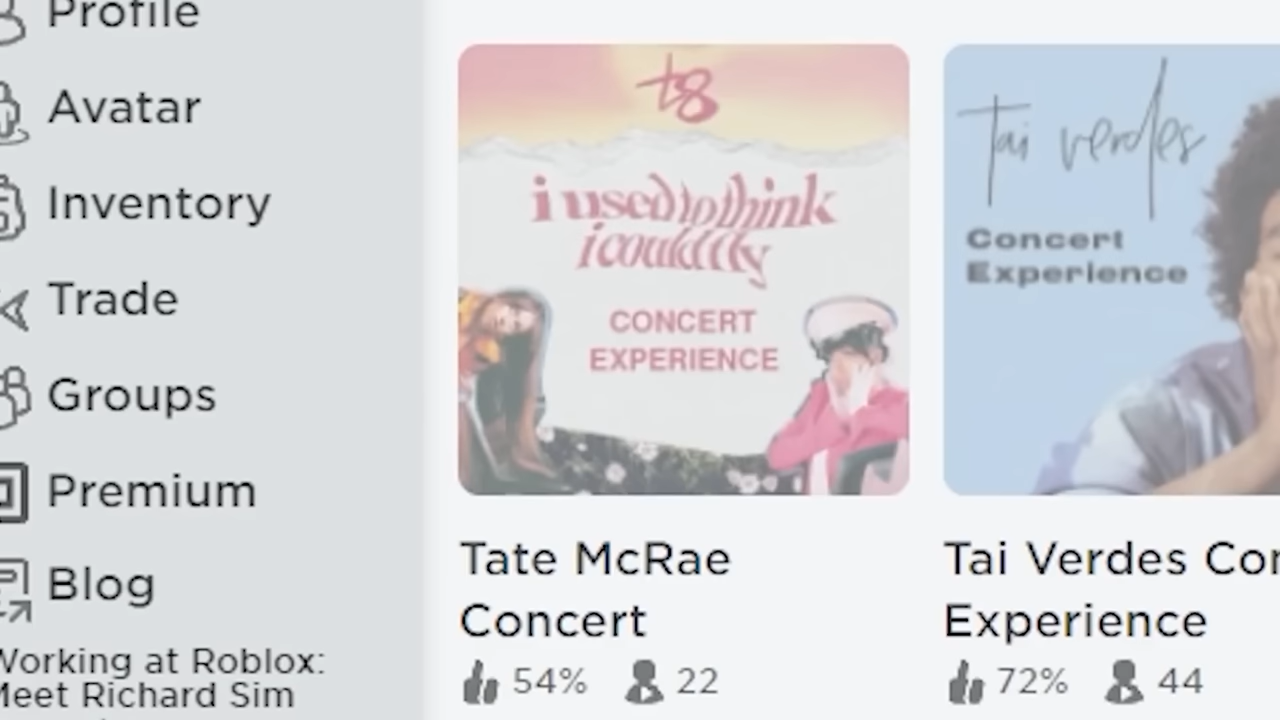 Profile
Avatar
Inventory
Trade
Groups
Premium
Blog
Working at Roblox:
Meet Richard Sim
t8
i used to think
i could fly
CONCERT
EXPERIENCE
Tate McRae
Concert
54% 22
Tai verdes
Concert
Experience
Tai Verdes Con
Experience
72% 44